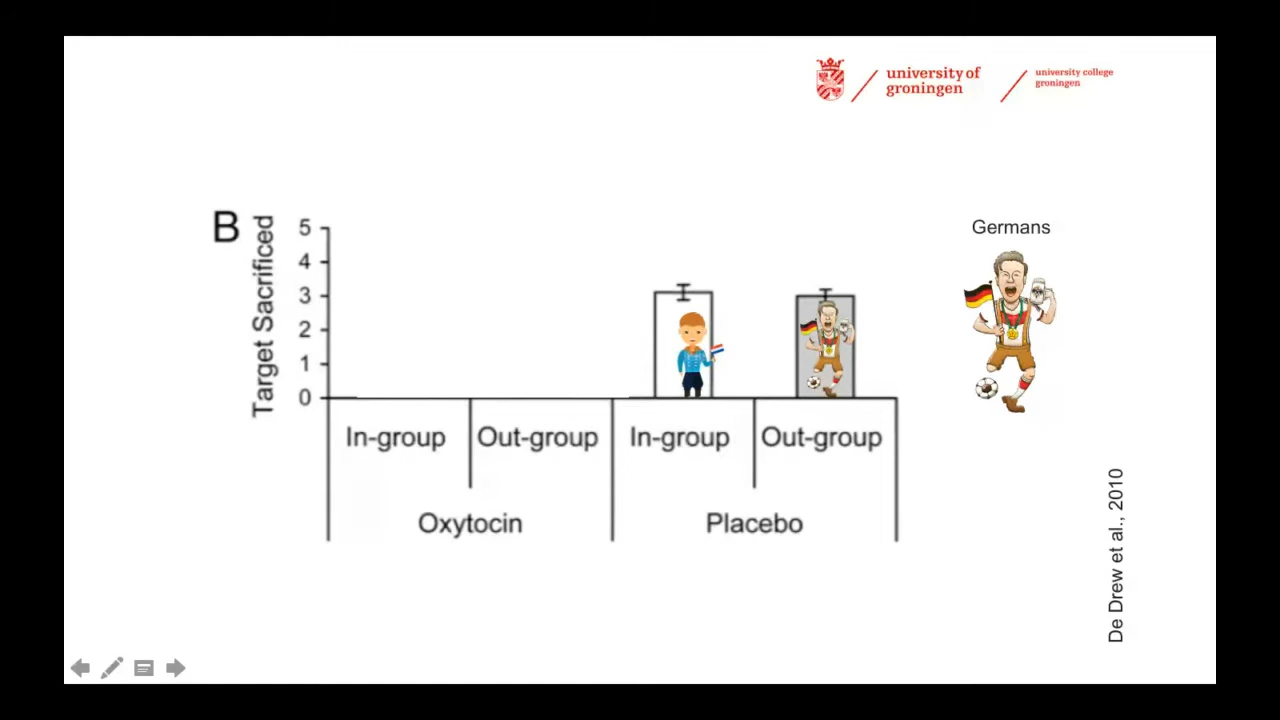 university of
groningen
university college
groningen
B
Target Sacrificed
5
4
3
2
1
0
In-group
Out-group
In-group
Out-group
Oxytocin
Placebo
Germans
De Drew et al., 2010